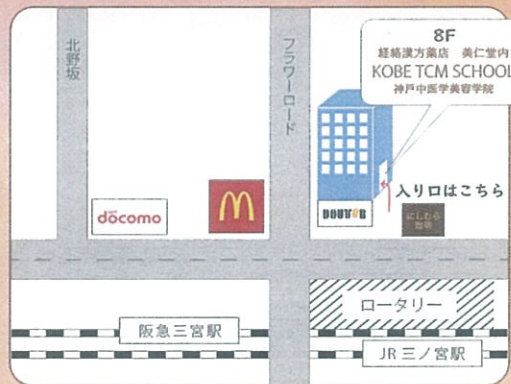 8F
経絡漢方薬店 美仁堂内
KOBE TCM SCHOOL
神戸中医学美容学院
北野坂
フラワーロード
入り口はこちら
döcomo
M
DOUTOR
にしむら
珈琲
ロータリー
阪急三宮駅
JR 三ノ宮駅